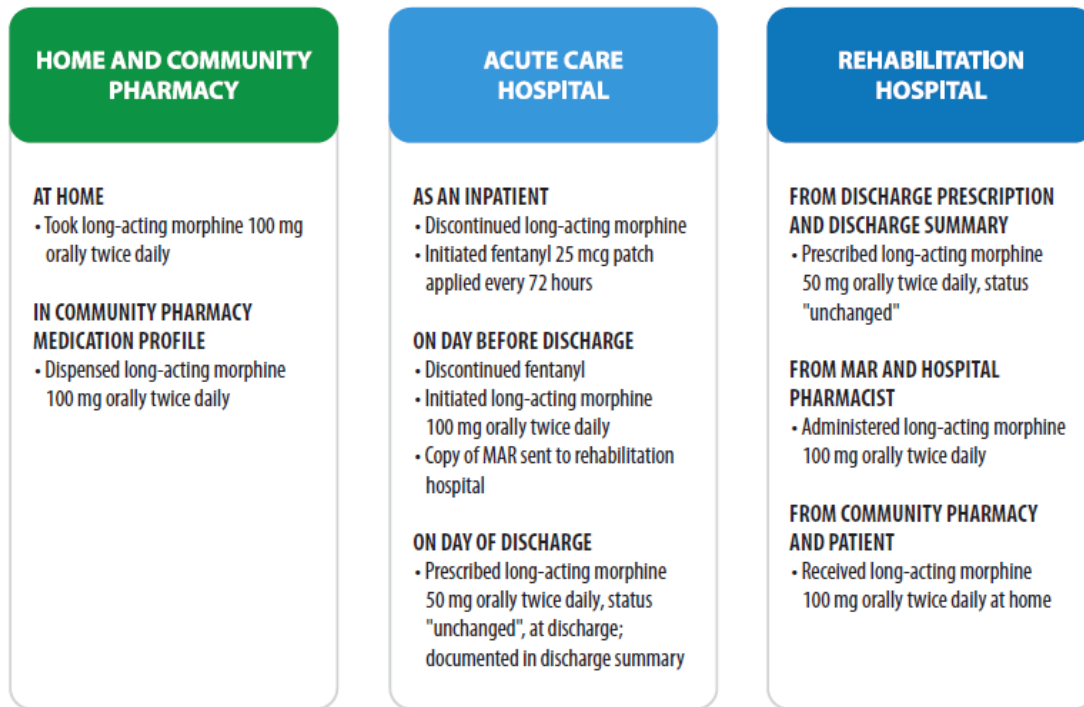 HOME AND COMMUNITY
PHARMACY
AT HOME
• Took long-acting morphine 100 mg
orally twice daily
IN COMMUNITY PHARMACY
MEDICATION PROFILE
• Dispensed long-acting morphine
100 mg orally twice daily
ACUTE CARE
HOSPITAL
AS AN INPATIENT
• Discontinued long-acting morphine
• Initiated fentanyl 25 mcg patch
applied every 72 hours
ON DAY BEFORE DISCHARGE
• Discontinued fentanyl
• Initiated long-acting morphine
100 mg orally twice daily
• Copy of MAR sent to rehabilitation
hospital
ON DAY OF DISCHARGE
• Prescribed long-acting morphine
50 mg orally twice daily, status
"unchanged", at discharge;
documented in discharge summary
REHABILITATION
HOSPITAL
FROM DISCHARGE PRESCRIPTION
AND DISCHARGE SUMMARY
• Prescribed long-acting morphine
50 mg orally twice daily, status
"unchanged"
FROM MAR AND HOSPITAL
PHARMACIST
• Administered long-acting morphine
100 mg orally twice daily
FROM COMMUNITY PHARMACY
AND PATIENT
• Received long-acting morphine
100 mg orally twice daily at home